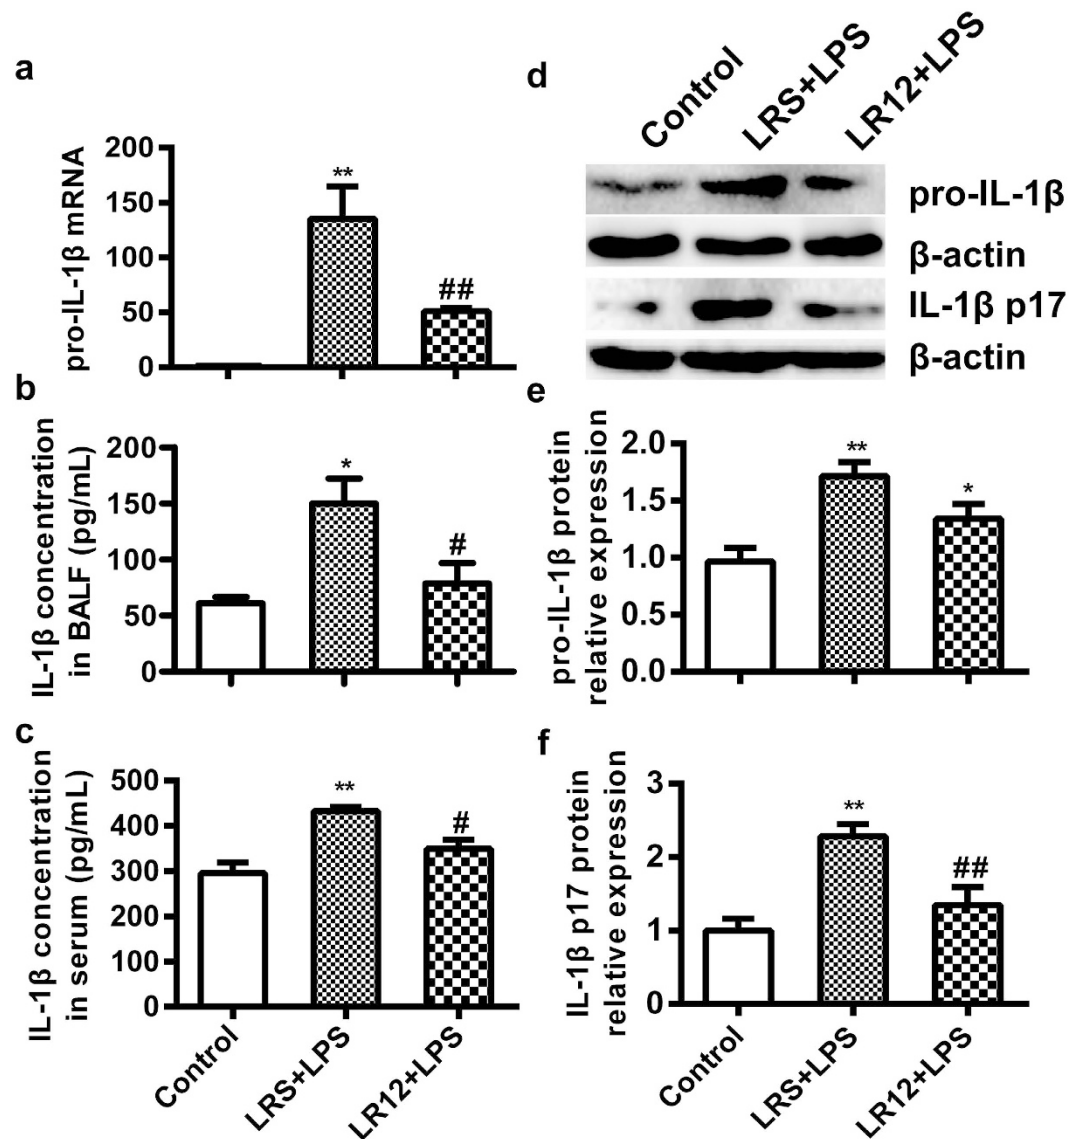 a
pro-IL-1β mRNA
200
150
100
50
0
**
##
b
IL-1β concentration
in BALF (pg/mL)
200
150
100
50
0
*
#
c
IL-1β concentration
in serum (pg/mL)
500
400
300
200
100
0
**
#
Control
LRS+LPS
LR12+LPS
d
Control
LRS+LPS
LR12+LPS
pro-IL-1β
β-actin
IL-1β p17
β-actin
e
pro-IL-1β protein
relative expression
2.0
1.5
1.0
0.5
0.0
**
*
f
IL-1β p17 protein
relative expression
3
2
1
0
**
##
Control
LRS+LPS
LR12+LPS